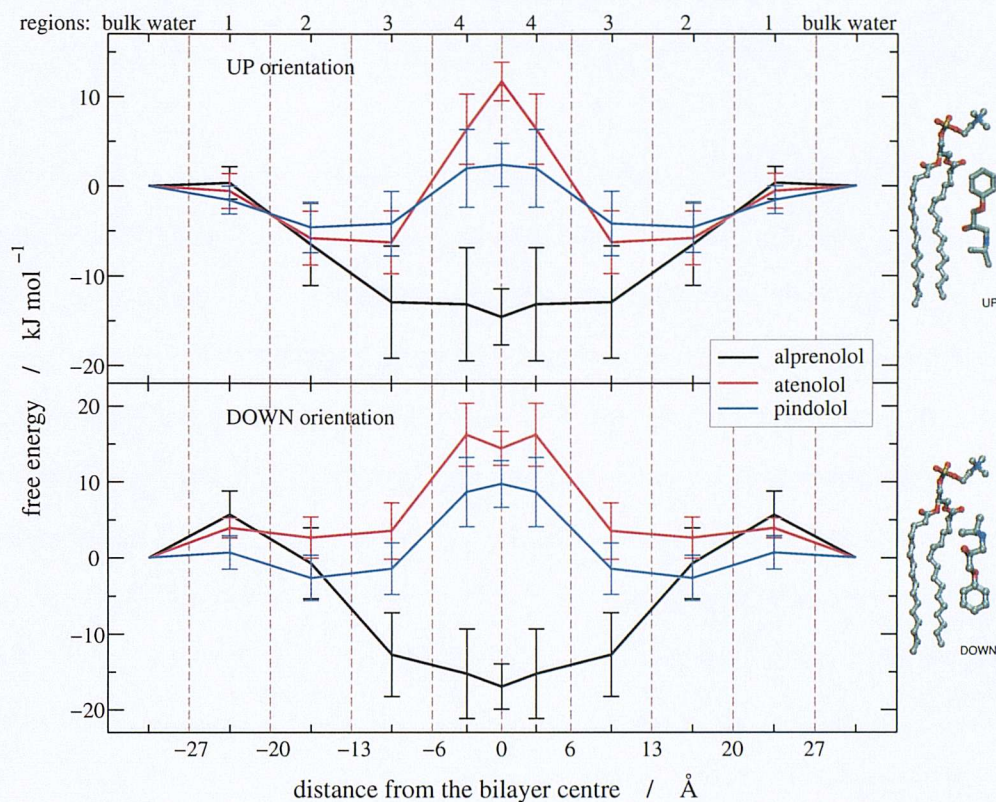 regions: bulk water 1 2 3 4 4 3 2 1 bulk water
UP orientation
10
0
−10
−20
UP
alprenolol
atenolol
pindolol
DOWN orientation
20
10
0
−10
−20
DOWN
free energy / kJ mol −1
−27 −20 −13 −6 0 6 13 20 27
distance from the bilayer centre / Å